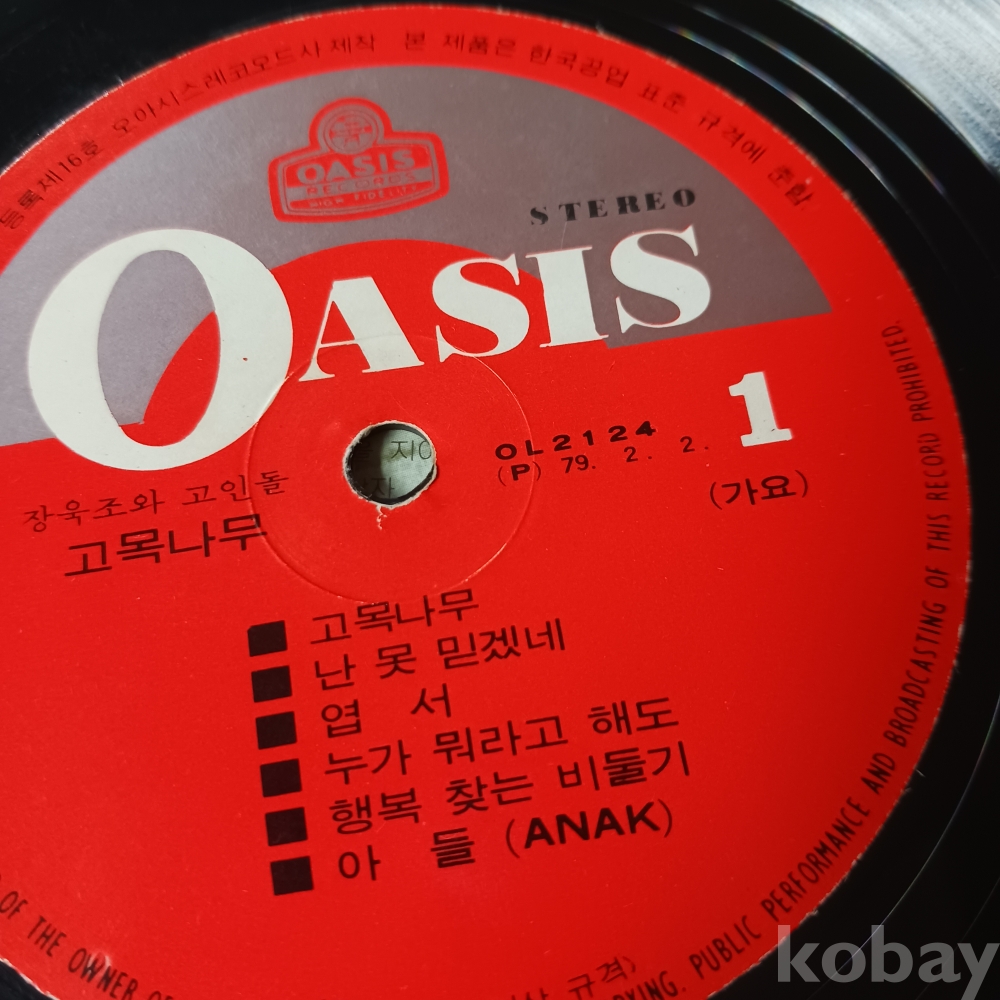 등록제16호 오아시스레코오드사 제작 본 제품은 한국공업 표준 규격에 준함.
OASIS
RECORDS
HIGH FIDELITY
STEREO
OASIS
1
OL2124
(P) 79. 2. 2.
(가요)
지
자
장욱조와 고인돌
고목나무
■ 고목나무
■ 난 못 믿겠네
■ 엽 서
■ 누가 뭐라고 해도
■ 행복 찾는 비둘기
■ 아 들 (ANAK)
OF THE OWNER
규격)
PUBLIC PERFORMANCE AND BROADCASTING OF THIS RECORD PROHIBITED.
kobay